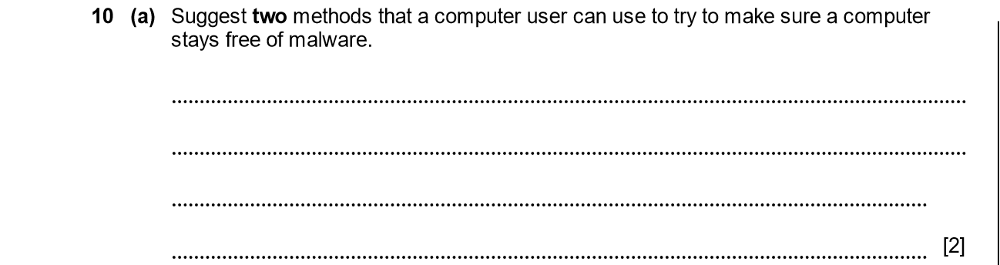 10 (a) Suggest two methods that a computer user can use to try to make sure a computer
stays free of malware.
..........................................................................................
..........................................................................................
..........................................................................................
.......................................................................................... [2]